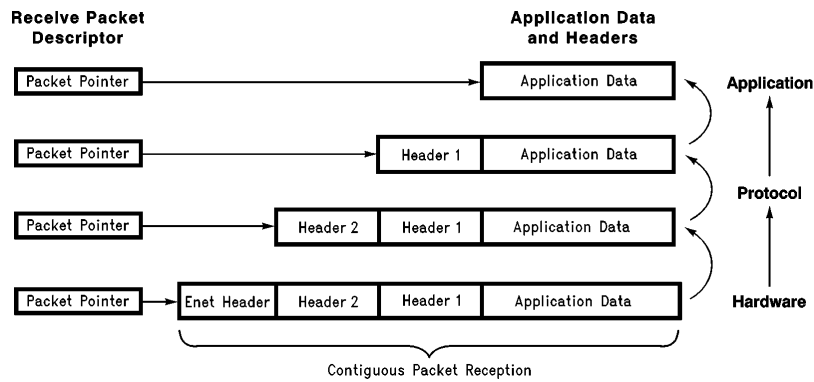 Receive Packet Descriptor
Application Data and Headers
Packet Pointer
Application Data
Application
Packet Pointer
Header 1
Application Data
Protocol
Packet Pointer
Header 2
Header 1
Application Data
Packet Pointer
Enet Header
Header 2
Header 1
Application Data
Hardware
Contiguous Packet Reception